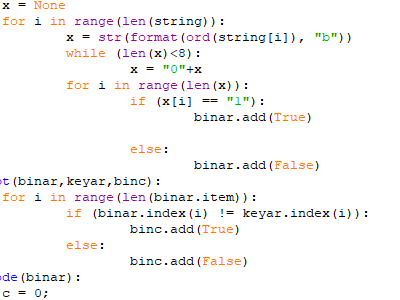 x = None
for i in range(len(string)):
x = str(format(ord(string[i]), "b"))
while (len(x)<8):
x = "0"+x
for i in range(len(x)):
if (x[i] == "1"):
binar.add(True)
else:
binar.add(False)
ot(binar,keyar,binc):
for i in range(len(binar.item)):
if (binar.index(i) != keyar.index(i)):
binc.add(True)
else:
binc.add(False)
ode(binar):
c = 0;